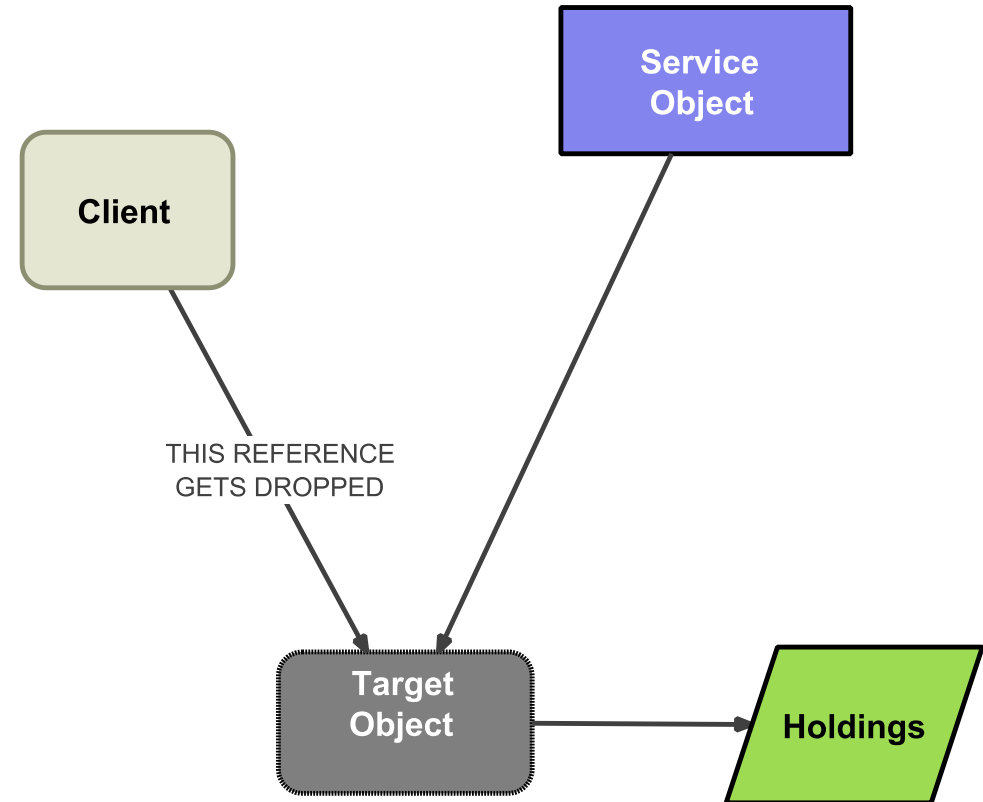 Service
Object
Client
THIS REFERENCE
GETS DROPPED
Target
Object
Holdings